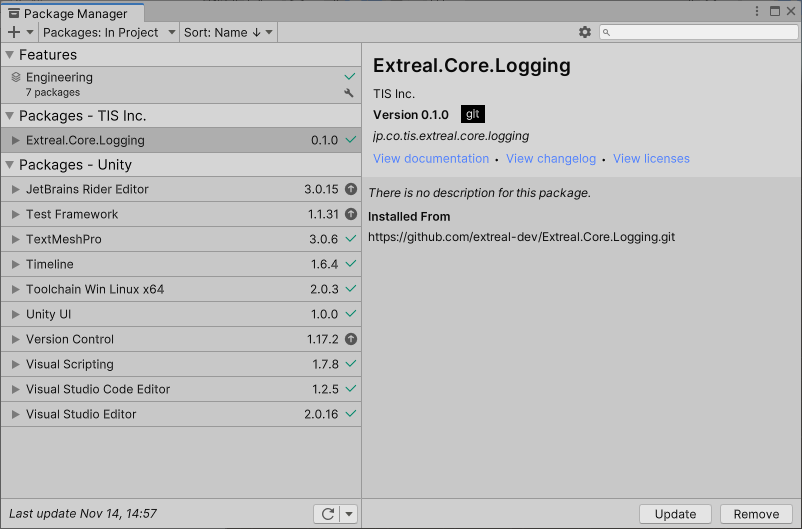 Package Manager
Packages: In Project
Sort: Name ↓
Features
Engineering
7 packages
Packages - TIS Inc.
Extreal.Core.Logging 0.1.0
Packages - Unity
JetBrains Rider Editor 3.0.15
Test Framework 1.1.31
TextMeshPro 3.0.6
Timeline 1.6.4
Toolchain Win Linux x64 2.0.3
Unity UI 1.0.0
Version Control 1.17.2
Visual Scripting 1.7.8
Visual Studio Code Editor 1.2.5
Visual Studio Editor 2.0.16
Last update Nov 14, 14:57
Extreal.Core.Logging
TIS Inc.
Version 0.1.0 git
jp.co.tis.extreal.core.logging
View documentation • View changelog • View licenses
There is no description for this package.
Installed From
https://github.com/extreal-dev/Extreal.Core.Logging.git
Update Remove